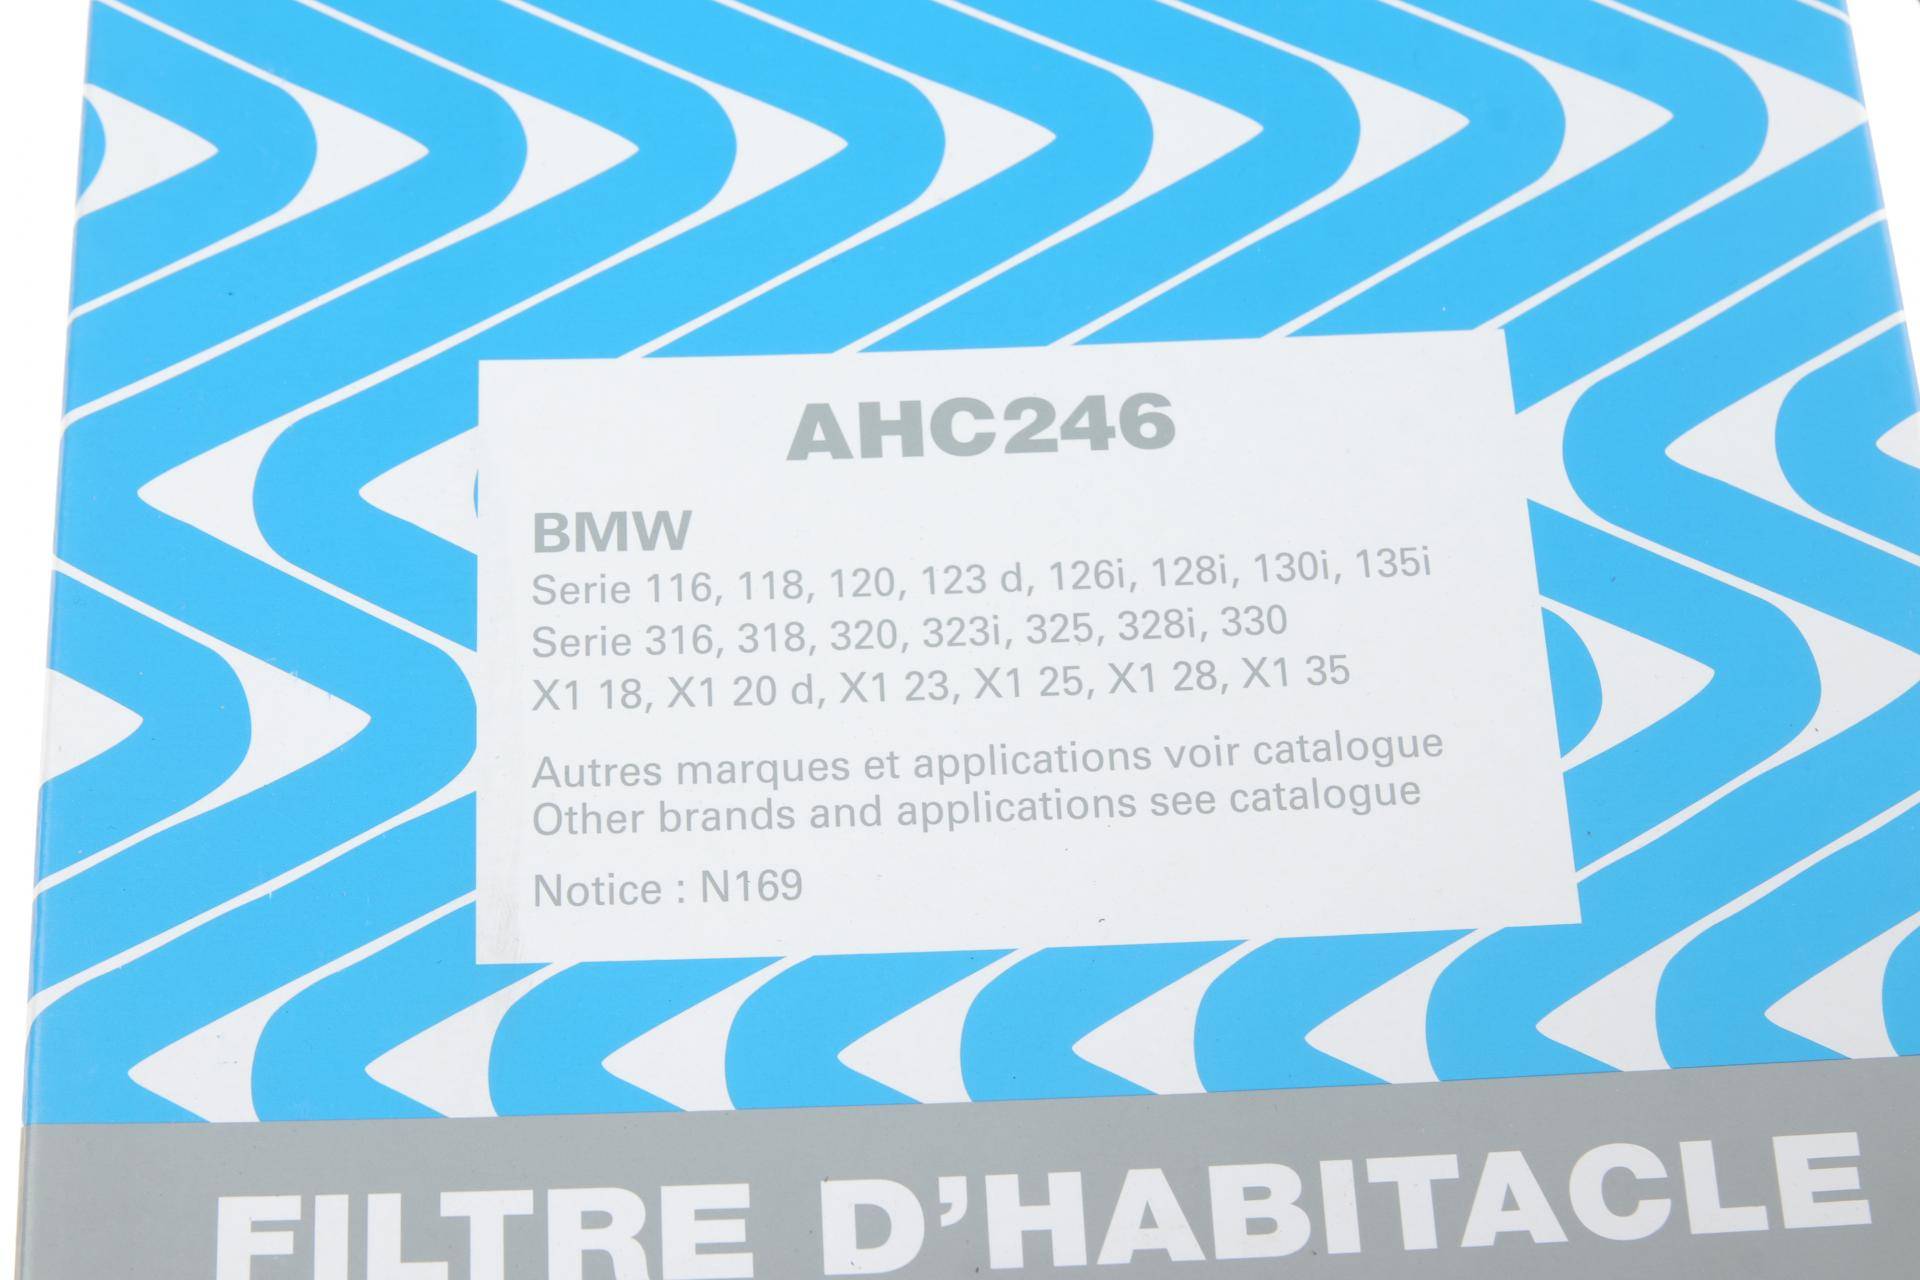 AHC246
BMW
Serie 116, 118, 120, 123 d, 126i, 128i, 130i, 135i
Serie 316, 318, 320, 323i, 325, 328i, 330
X1 18, X1 20 d, X1 23, X1 25, X1 28, X1 35
Autres marques et applications voir catalogue
Other brands and applications see catalogue
Notice : N169
FILTRE D'HABITACLE